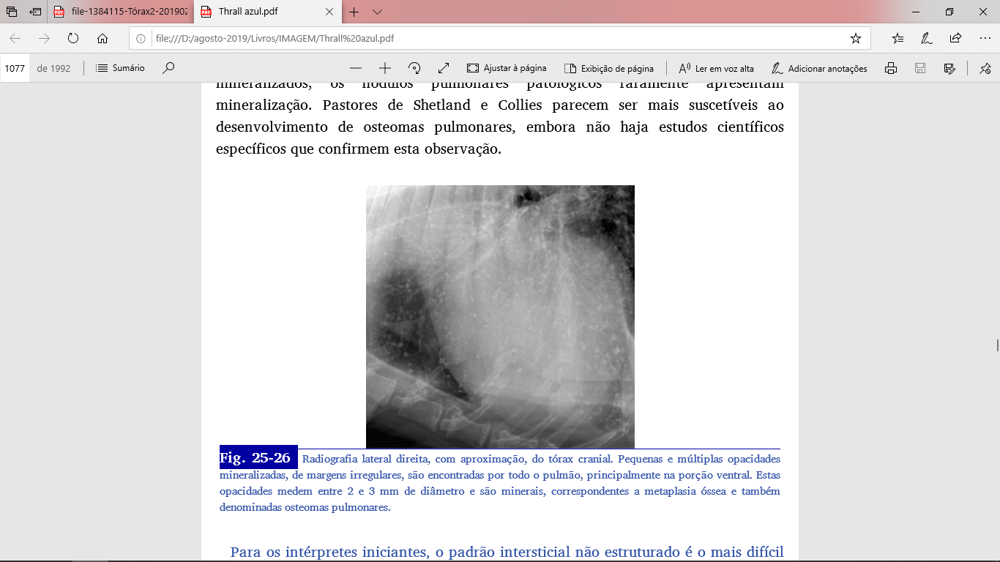 file-1384115-Tórax2-201902
Thrall azul.pdf
file:///D:/agosto-2019/Livros/IMAGEM/Thrall%20azul.pdf
1077 de 1992 Sumário Ajustar à página Exibição de página Ler em voz alta Adicionar anotações
mineralizados, os nódulos pulmonares patológicos raramente apresentam
mineralização. Pastores de Shetland e Collies parecem ser mais suscetíveis ao
desenvolvimento de osteomas pulmonares, embora não haja estudos científicos
específicos que confirmem esta observação.
Fig. 25-26 Radiografia lateral direita, com aproximação, do tórax cranial. Pequenas e múltiplas opacidades
mineralizadas, de margens irregulares, são encontradas por todo o pulmão, principalmente na porção ventral. Estas
opacidades medem entre 2 e 3 mm de diâmetro e são minerais, correspondentes a metaplasia óssea e também
denominadas osteomas pulmonares.
Para os intérpretes iniciantes, o padrão intersticial não estruturado é o mais difícil